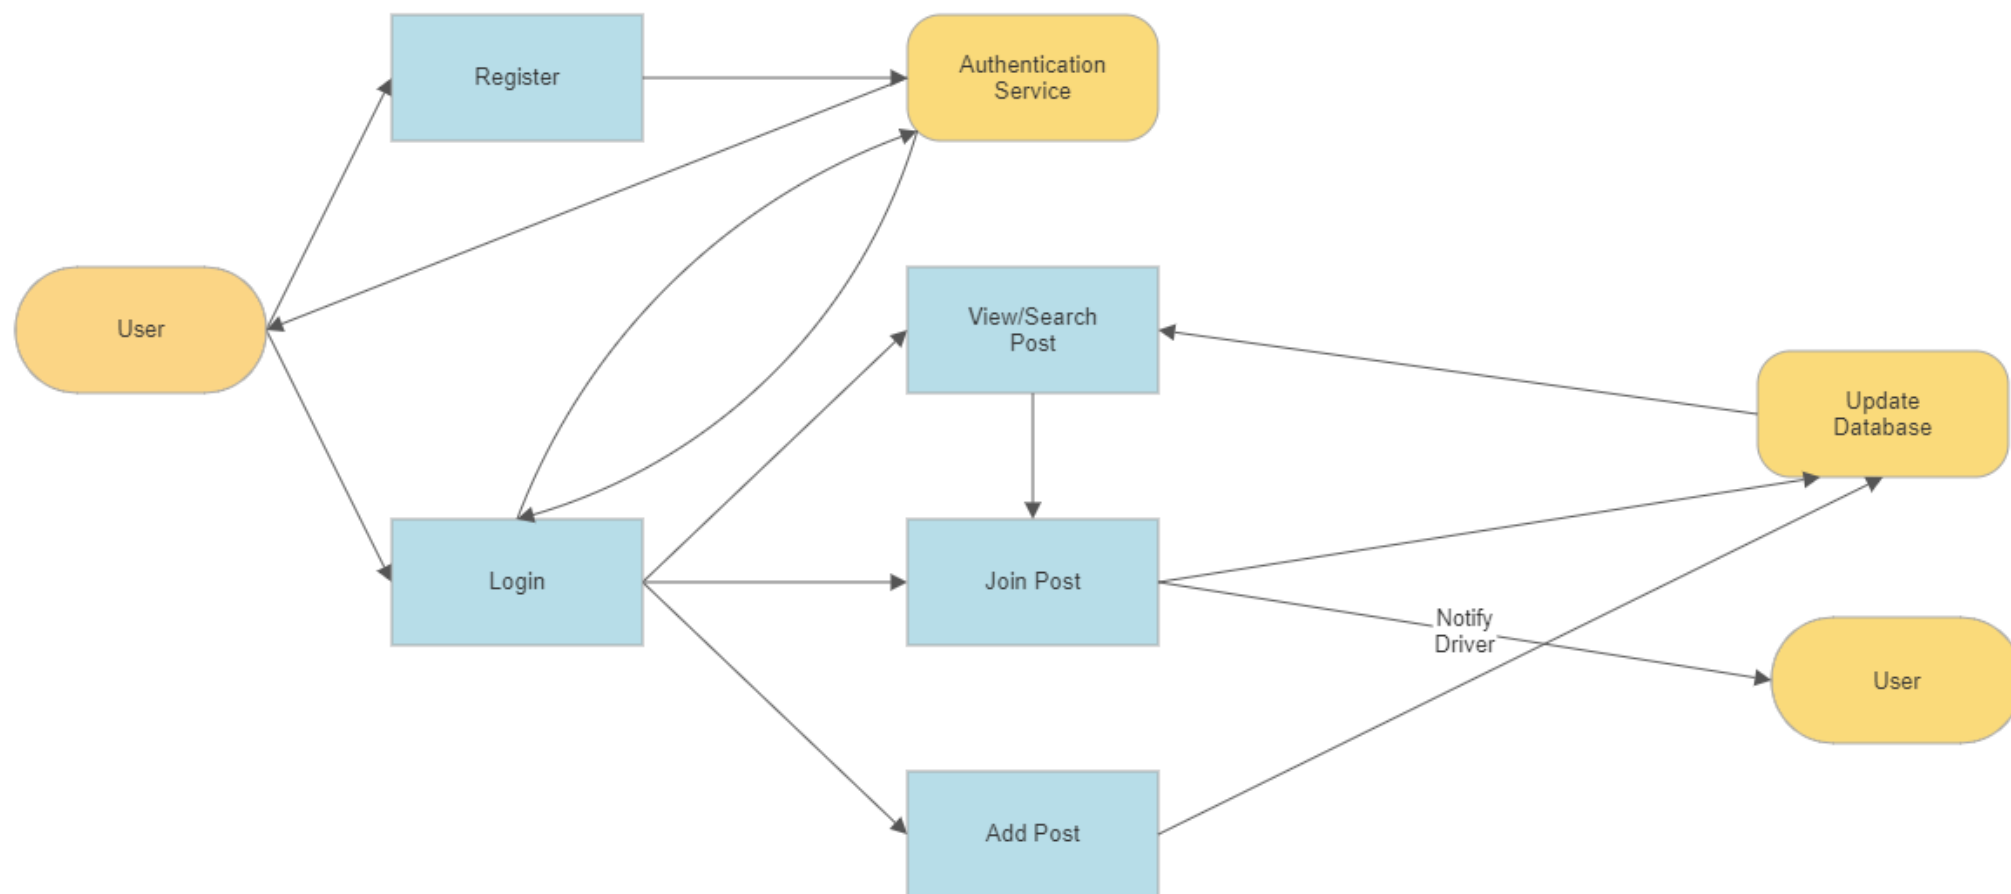 Register
Authentication
Service
User
View/Search
Post
Update
Database
Login
Join Post
Notify
Driver
User
Add Post